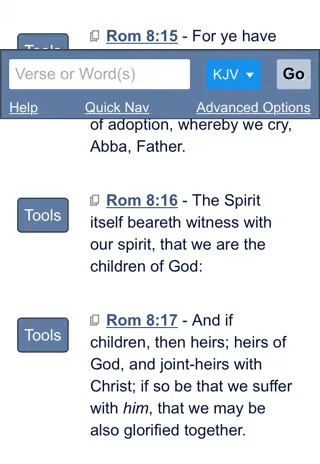 Rom 8:15 - For ye have
Tools
Verse or Word(s)
KJV
Go
Help
Quick Nav
Advanced Options
of adoption, whereby we cry,
Abba, Father.
Tools
Rom 8:16 - The Spirit
itself beareth witness with
our spirit, that we are the
children of God:
Tools
Rom 8:17 - And if
children, then heirs; heirs of
God, and joint-heirs with
Christ; if so be that we suffer
with him, that we may be
also glorified together.